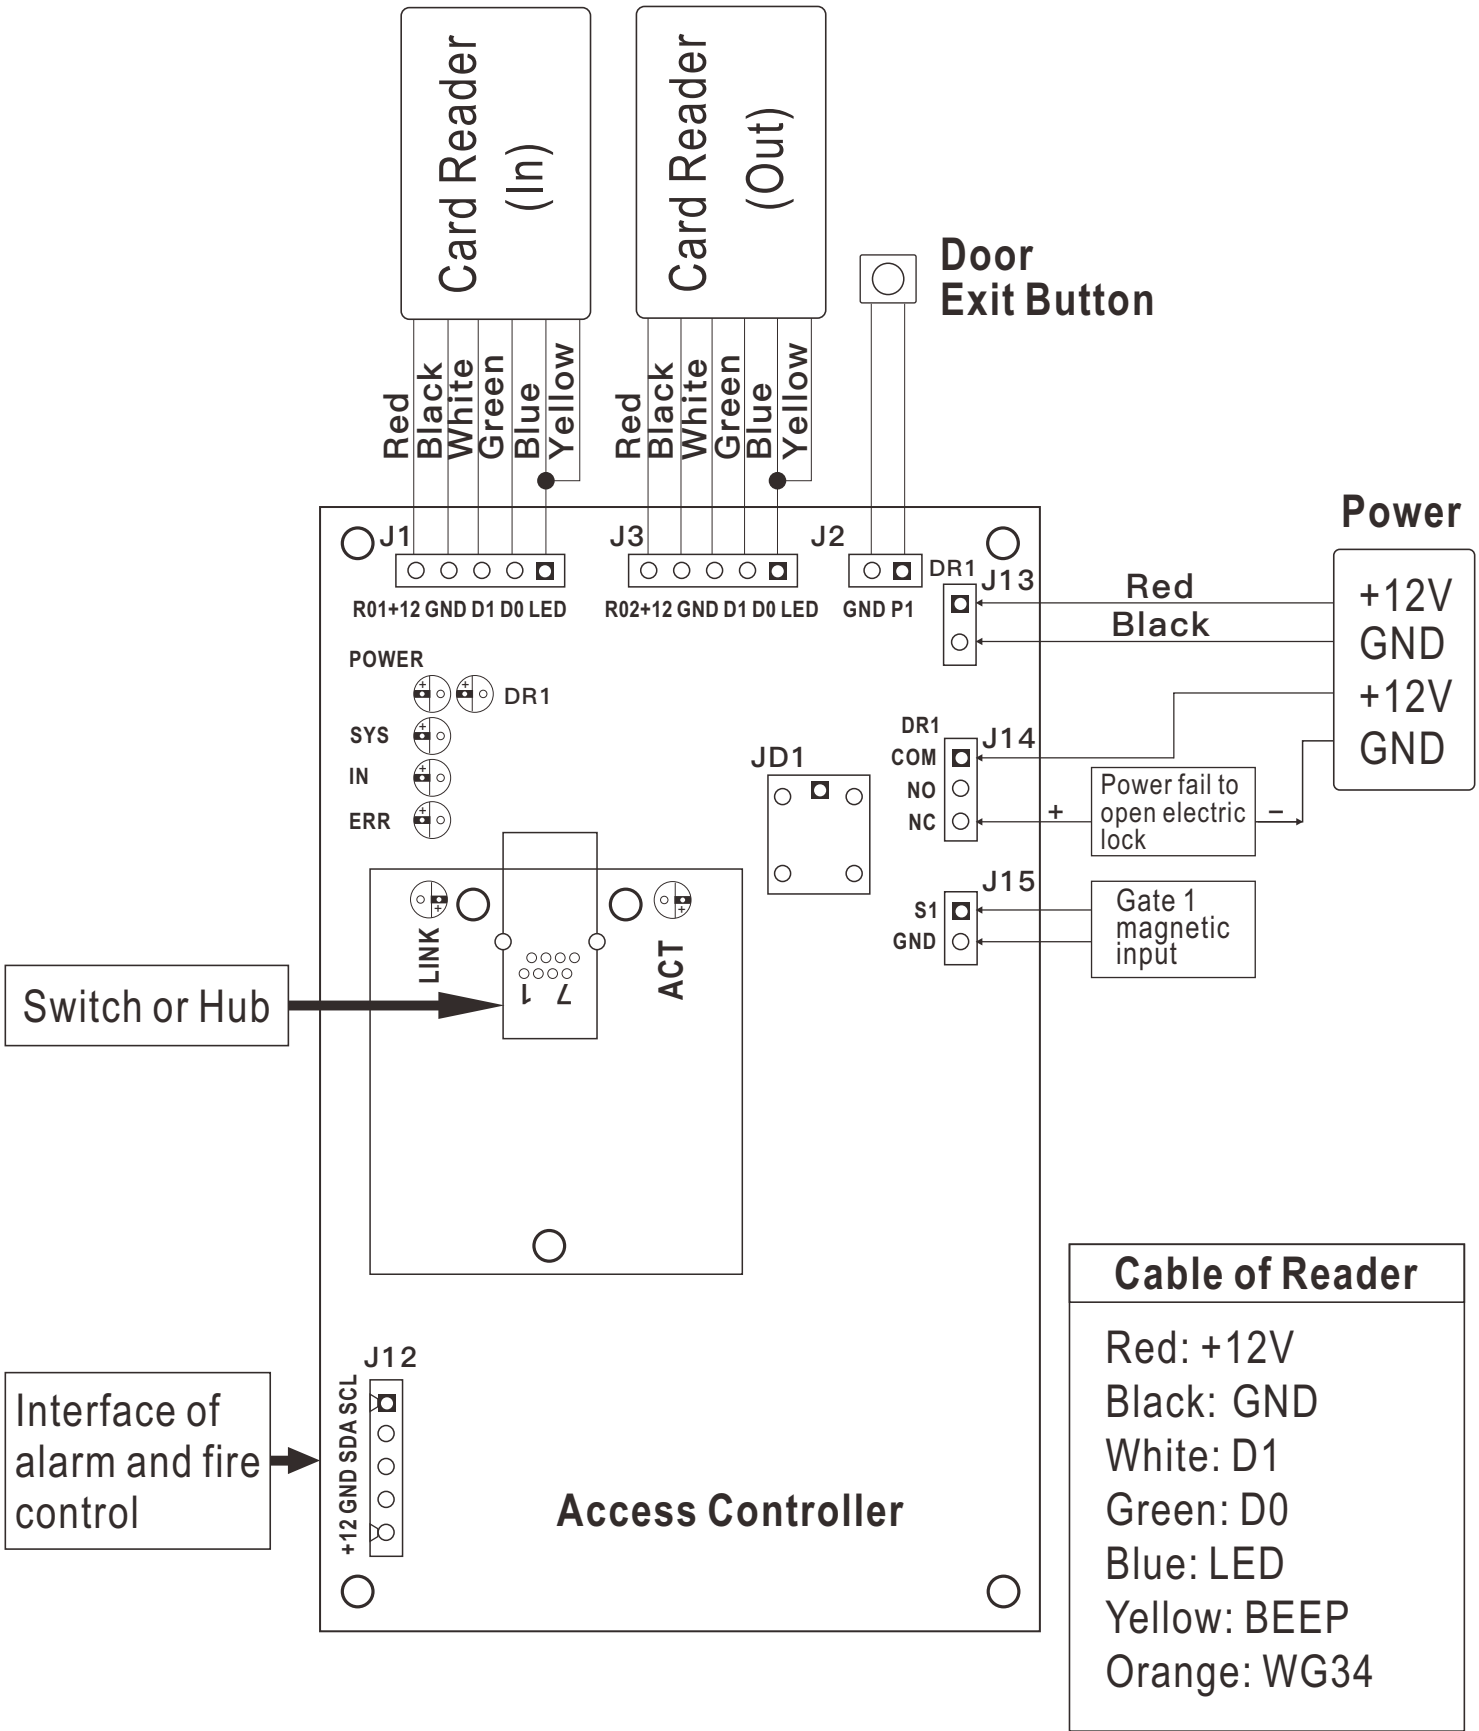 Card Reader
(In)
Card Reader
(Out)
Door
Exit Button
Red
Black
White
Green
Blue
Yellow
Red
Black
White
Green
Blue
Yellow
Power
+12V
GND
+12V
GND
J1
J3
J2
DR1
J13
Red
Black
R01+12 GND D1 D0 LED
R02+12 GND D1 D0 LED
GND P1
POWER
DR1
SYS
IN
ERR
JD1
DR1
J14
COM
NO
NC
+
Power fail to
open electric
lock
−
J15
S1
GND
Gate 1
magnetic
input
LINK
ACT
1 7
Switch or Hub
J12
+12 GND SDA SCL
Interface of
alarm and fire
control
Access Controller
Cable of Reader
Red: +12V
Black: GND
White: D1
Green: D0
Blue: LED
Yellow: BEEP
Orange: WG34